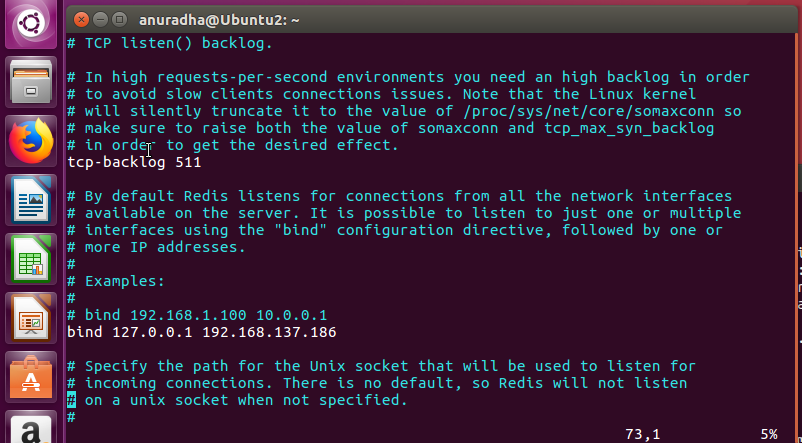 anuradha@Ubuntu2: ~
# TCP listen() backlog.
# In high requests-per-second environments you need an high backlog in order
# to avoid slow clients connections issues. Note that the Linux kernel
# will silently truncate it to the value of /proc/sys/net/core/somaxconn so
# make sure to raise both the value of somaxconn and tcp_max_syn_backlog
# in order to get the desired effect.
tcp-backlog 511
# By default Redis listens for connections from all the network interfaces
# available on the server. It is possible to listen to just one or multiple
# interfaces using the "bind" configuration directive, followed by one or
# more IP addresses.
#
# Examples:
#
# bind 192.168.1.100 10.0.0.1
bind 127.0.0.1 192.168.137.186
# Specify the path for the Unix socket that will be used to listen for
# incoming connections. There is no default, so Redis will not listen
# on a unix socket when not specified.
#
73,1 5%